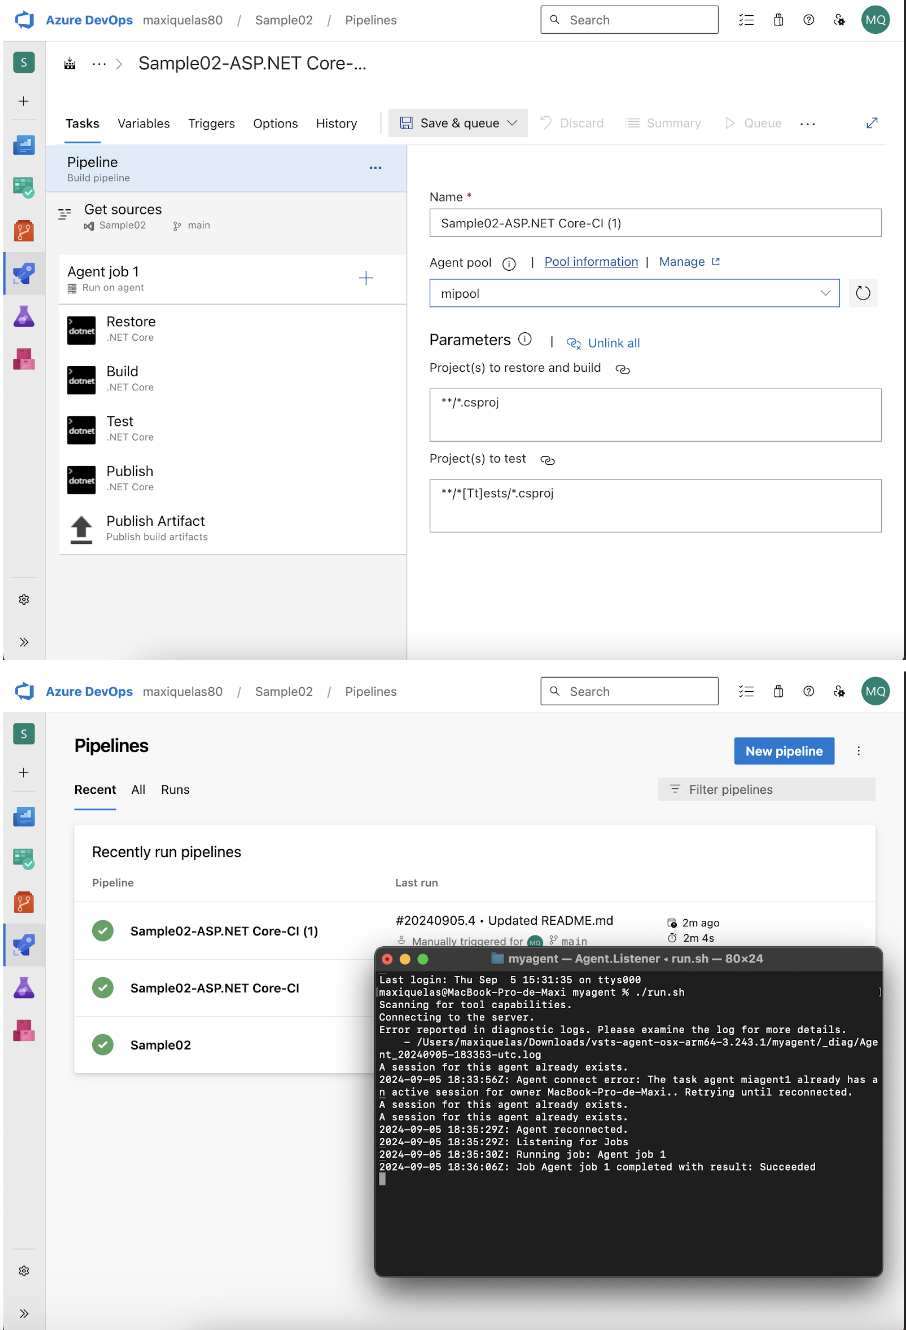 Azure DevOps maxiquelas80 / Sample02 / Pipelines Search MQ
S ... > Sample02-ASP.NET Core-...
Tasks Variables Triggers Options History Save & queue Discard Summary Queue ...
Pipeline ...
Build pipeline
Get sources
Sample02 main
Agent job 1
Run on agent
Restore
dotnet .NET Core
Build
dotnet .NET Core
Test
dotnet .NET Core
Publish
dotnet .NET Core
Publish Artifact
Publish build artifacts
Name *
Sample02-ASP.NET Core-CI (1)
Agent pool | Pool information | Manage
mipool
Parameters | Unlink all
Project(s) to restore and build
**/*.csproj
Project(s) to test
**/*[Tt]ests/*.csproj
Azure DevOps maxiquelas80 / Sample02 / Pipelines Search MQ
S
Pipelines
New pipeline
Recent All Runs Filter pipelines
Recently run pipelines
Pipeline Last run
Sample02-ASP.NET Core-CI (1) #20240905.4 • Updated README.md 2m ago
Manually triggered for MQ main 2m 4s
Sample02-ASP.NET Core-CI
Sample02
myagent — Agent.Listener ◂ run.sh — 80×24
Last login: Thu Sep  5 15:31:35 on ttys000
[maxiquelas@MacBook-Pro-de-Maxi myagent % ./run.sh ]
Scanning for tool capabilities.
Connecting to the server.
Error reported in diagnostic logs. Please examine the log for more details.
    - /Users/maxiquelas/Downloads/vsts-agent-osx-arm64-3.243.1/myagent/_diag/Age
nt_20240905-183353-utc.log
A session for this agent already exists.
2024-09-05 18:33:56Z: Agent connect error: The task agent miagent1 already has a
n active session for owner MacBook-Pro-de-Maxi.. Retrying until reconnected.
A session for this agent already exists.
A session for this agent already exists.
2024-09-05 18:35:29Z: Agent reconnected.
2024-09-05 18:35:29Z: Listening for Jobs
2024-09-05 18:35:30Z: Running job: Agent job 1
2024-09-05 18:36:06Z: Job Agent job 1 completed with result: Succeeded